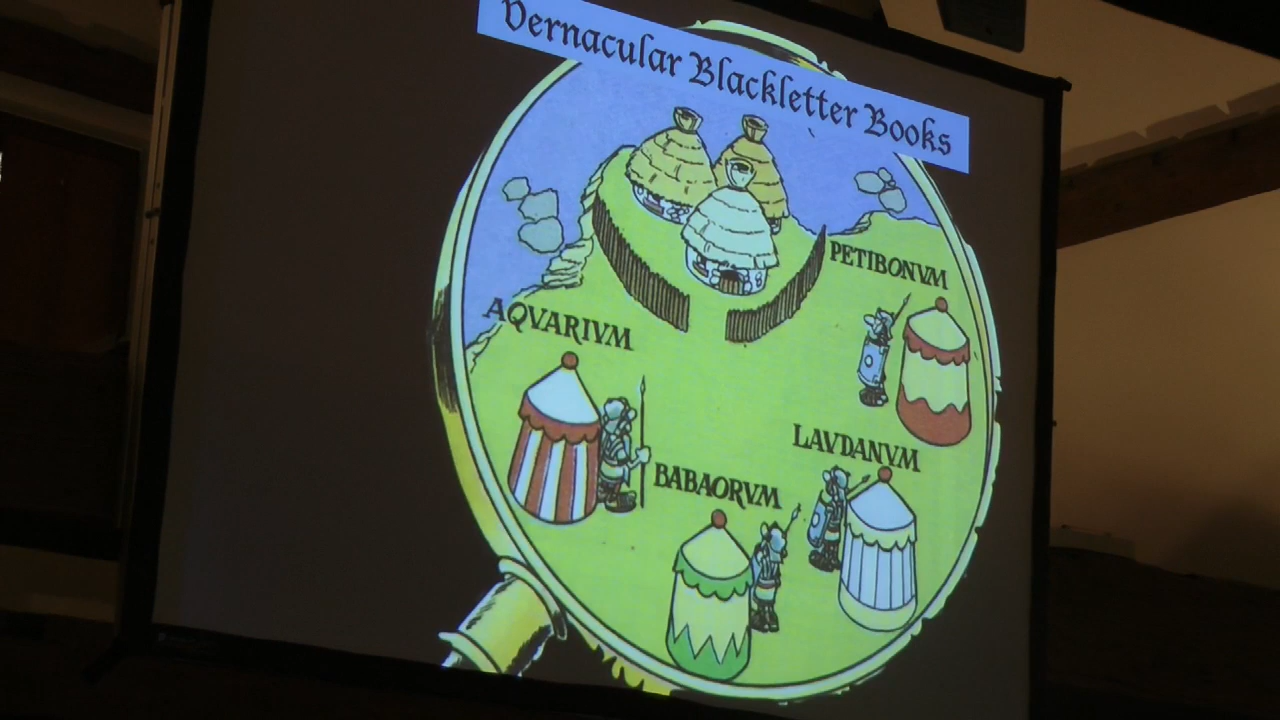 Vernacular Blackletter Books
PETIBONVM
AQVARIVM
LAVDANVM
BABAORVM